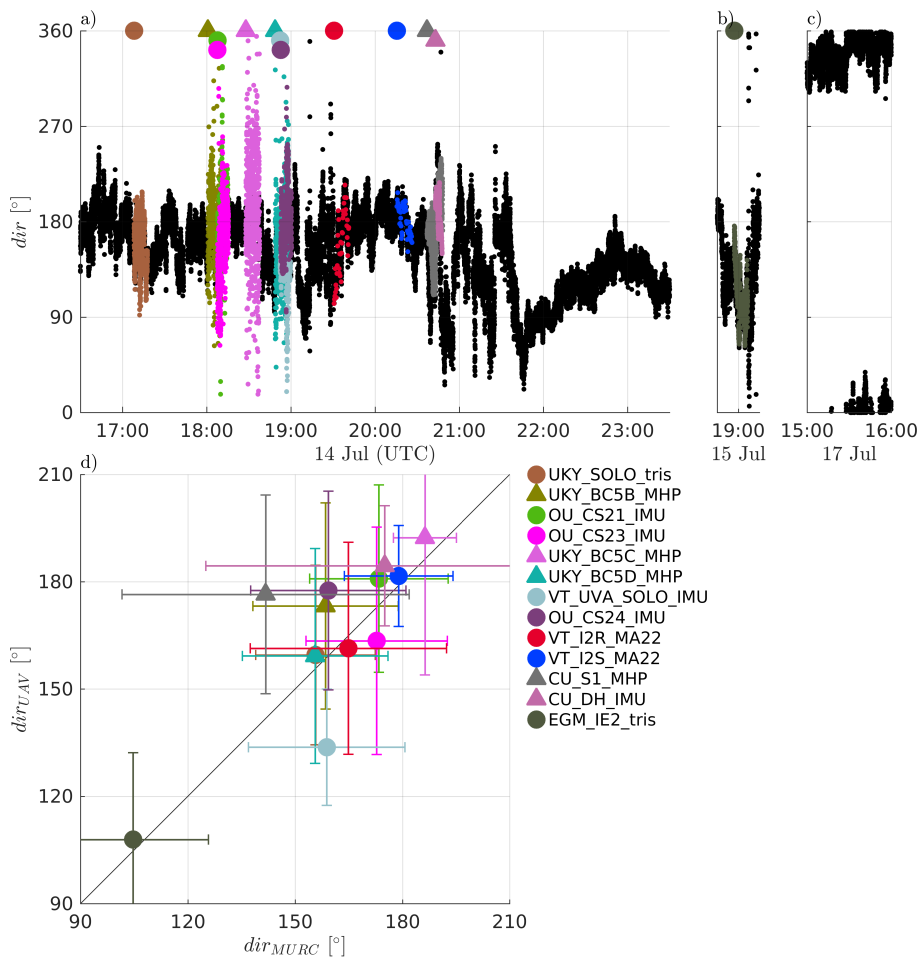 a)
b)
c)
360
270
180
90
0
dir [°]
17:00
18:00
19:00
20:00
21:00
22:00
23:00
19:00
15:00
16:00
14 Jul (UTC)
15 Jul
17 Jul
d)
210
180
150
120
90
dir_UAV [°]
90
120
150
180
210
dir_MURC [°]
UKY_SOLO_tris
UKY_BC5B_MHP
OU_CS21_IMU
OU_CS23_IMU
UKY_BC5C_MHP
UKY_BC5D_MHP
VT_UVA_SOLO_IMU
OU_CS24_IMU
VT_I2R_MA22
VT_I2S_MA22
CU_S1_MHP
CU_DH_IMU
EGM_IE2_tris